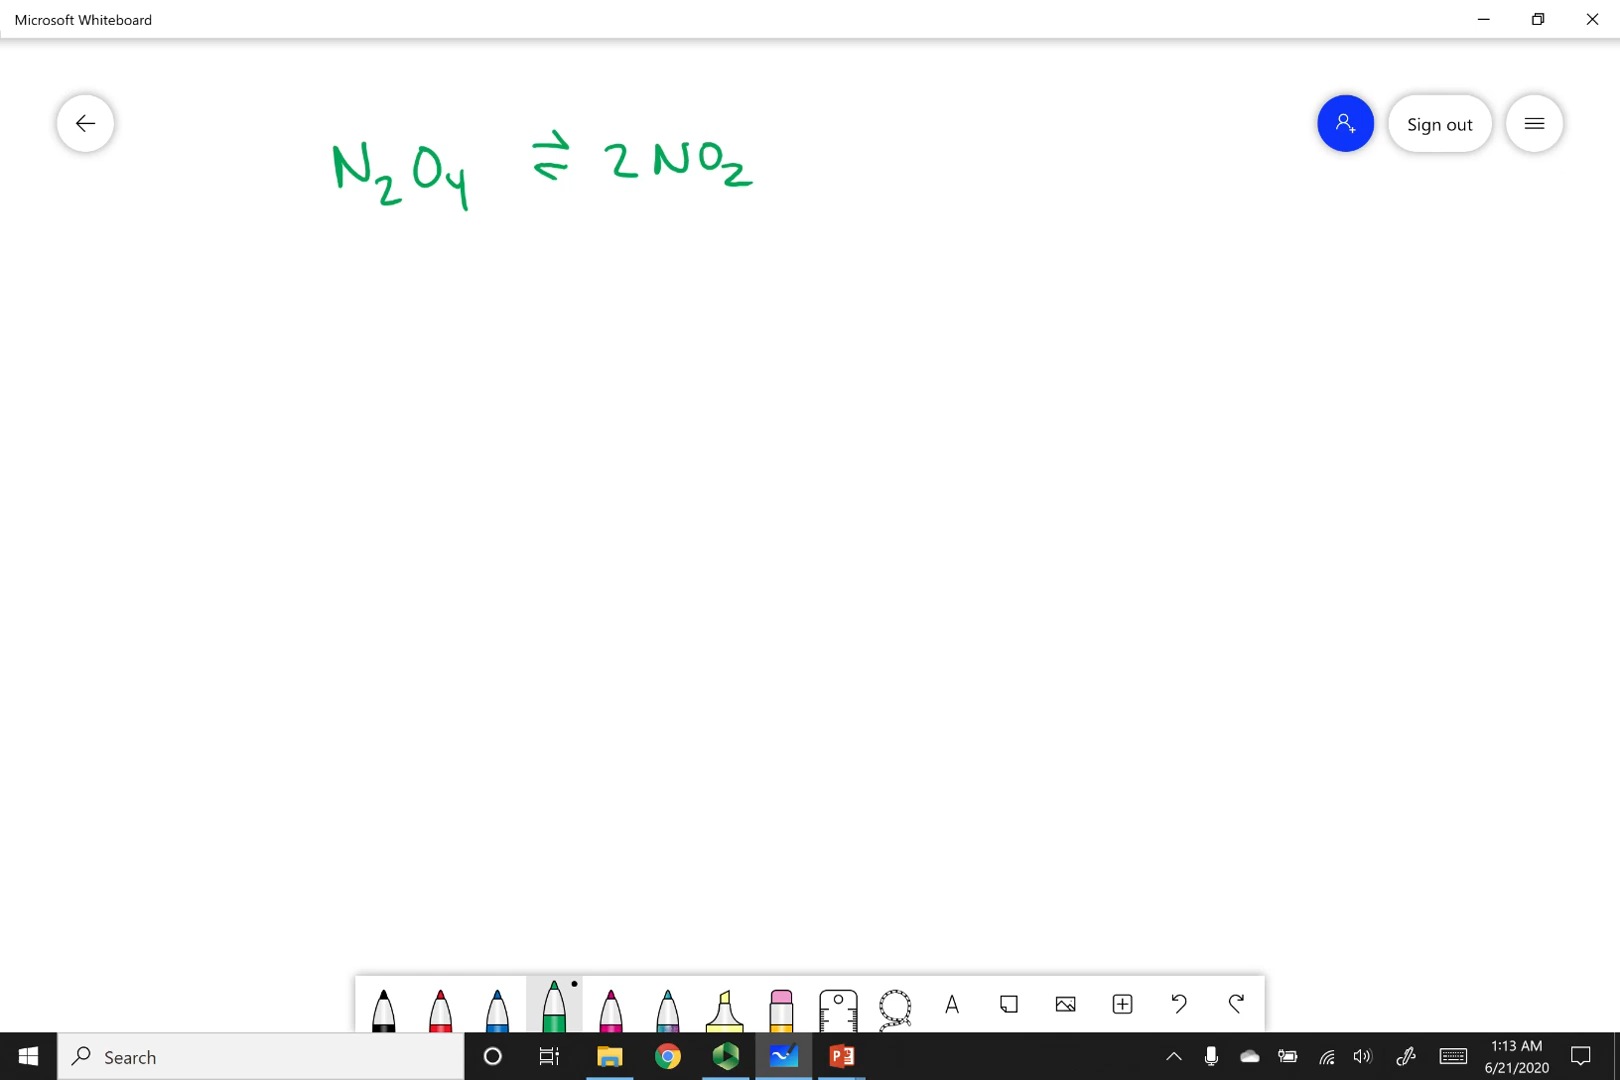 Microsoft Whiteboard
Sign out
N₂O₄ ⇌ 2NO₂
A
Search
1:13 AM
6/21/2020